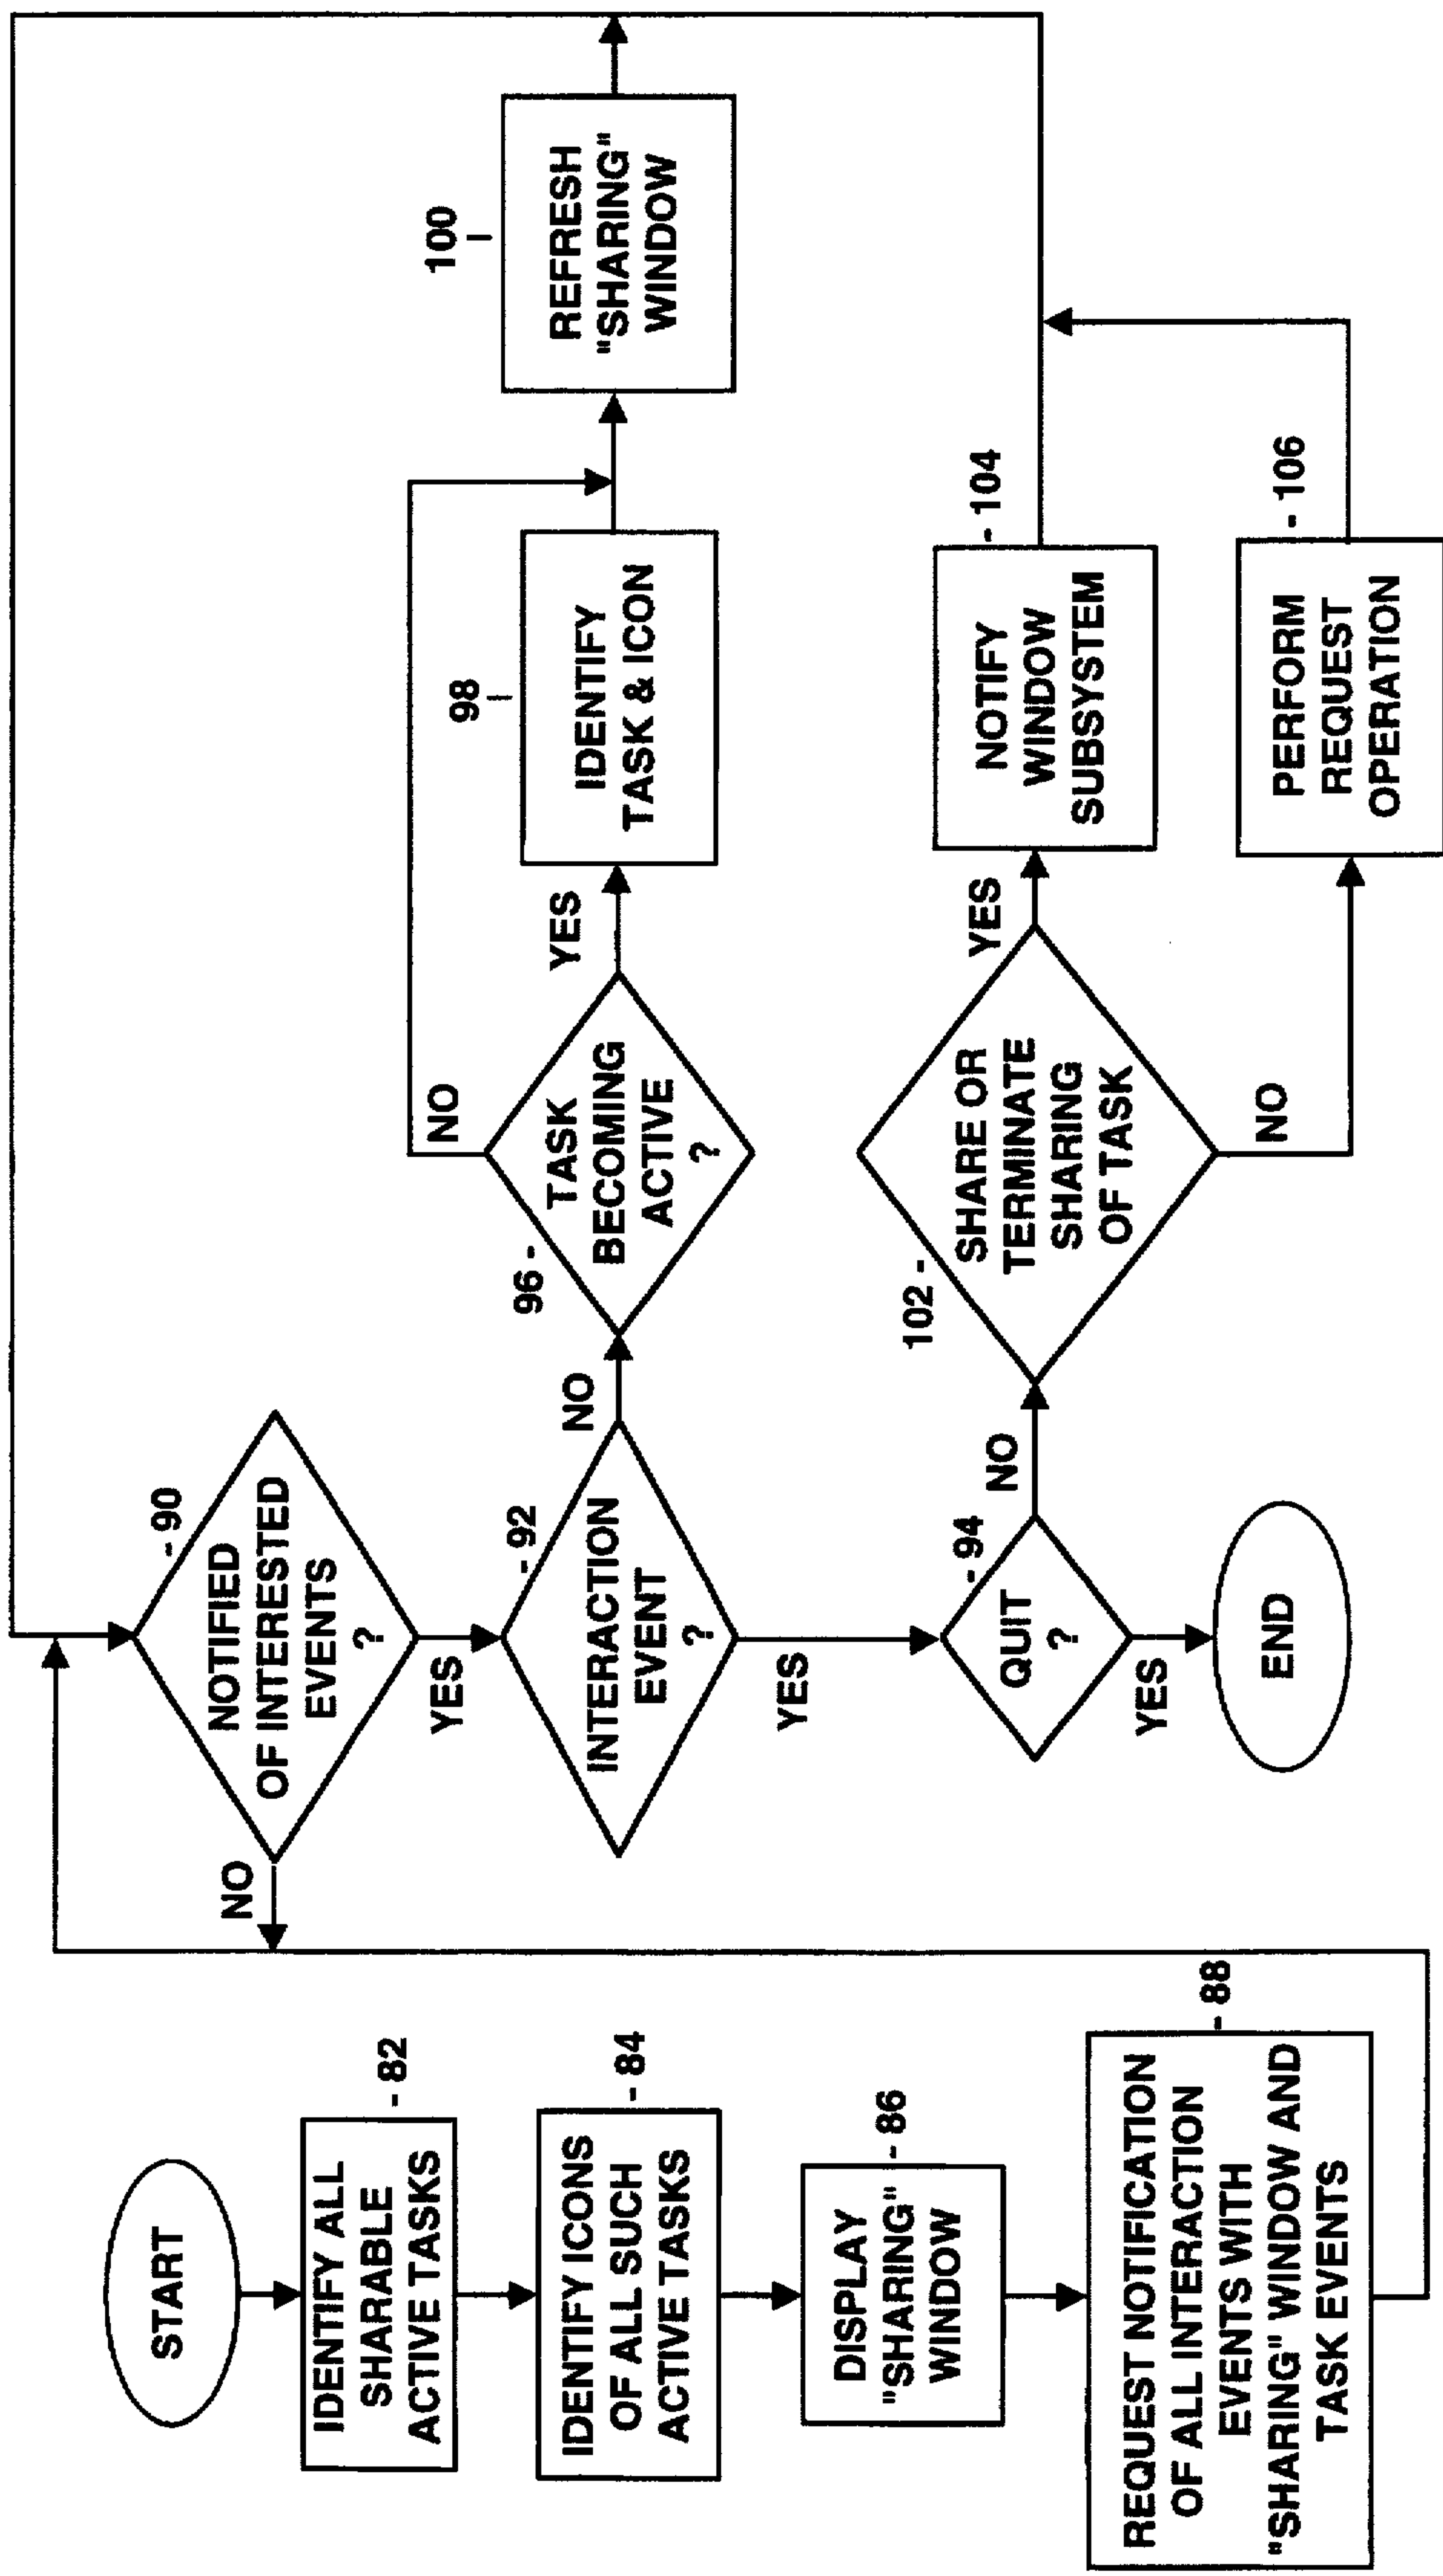 START
IDENTIFY ALL
SHARABLE
ACTIVE TASKS
- 82
IDENTIFY ICONS
OF ALL SUCH
ACTIVE TASKS
- 84
DISPLAY
"SHARING"
WINDOW
- 86
REQUEST NOTIFICATION
OF ALL INTERACTION
EVENTS WITH
"SHARING" WINDOW AND
TASK EVENTS
- 88
NOTIFIED
OF INTERESTED
EVENTS
?
- 90
NO
YES
INTERACTION
EVENT
?
- 92
NO
YES
QUIT
?
- 94
NO
YES
END
96 -
TASK
BECOMING
ACTIVE
?
NO
YES
98
IDENTIFY
TASK & ICON
100
REFRESH
"SHARING"
WINDOW
102 -
SHARE OR
TERMINATE
SHARING
OF TASK
YES
NO
NOTIFY
WINDOW
SUBSYSTEM
- 104
PERFORM
REQUEST
OPERATION
- 106